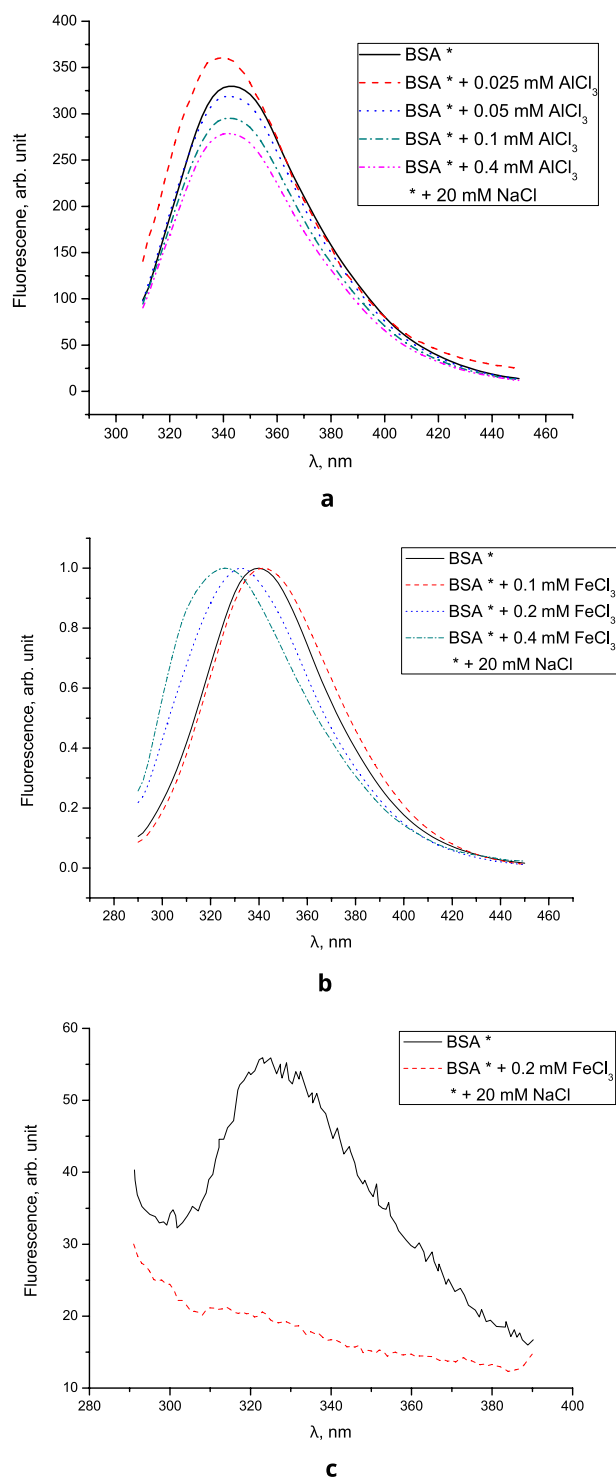 400
350
300
250
200
150
100
50
0
Fluorescene, arb. unit
BSA *
BSA * + 0.025 mM AlCl3
BSA * + 0.05 mM AlCl3
BSA * + 0.1 mM AlCl3
BSA * + 0.4 mM AlCl3
* + 20 mM NaCl
300 320 340 360 380 400 420 440 460
λ, nm
a
1.0
0.8
0.6
0.4
0.2
0.0
Fluorescence, arb. unit
BSA *
BSA * + 0.1 mM FeCl3
BSA * + 0.2 mM FeCl3
BSA * + 0.4 mM FeCl3
* + 20 mM NaCl
280 300 320 340 360 380 400 420 440 460
λ, nm
b
60
50
40
30
20
10
Fluorescence, arb. unit
BSA *
BSA * + 0.2 mM FeCl3
* + 20 mM NaCl
280 300 320 340 360 380 400
λ, nm
c